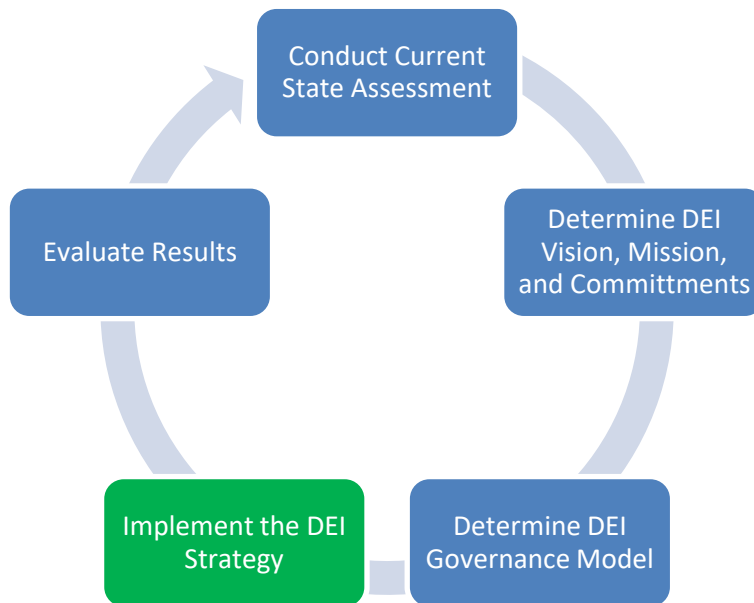 Conduct Current
State Assessment
Determine DEI
Vision, Mission,
and Committments
Determine DEI
Governance Model
Implement the DEI
Strategy
Evaluate Results